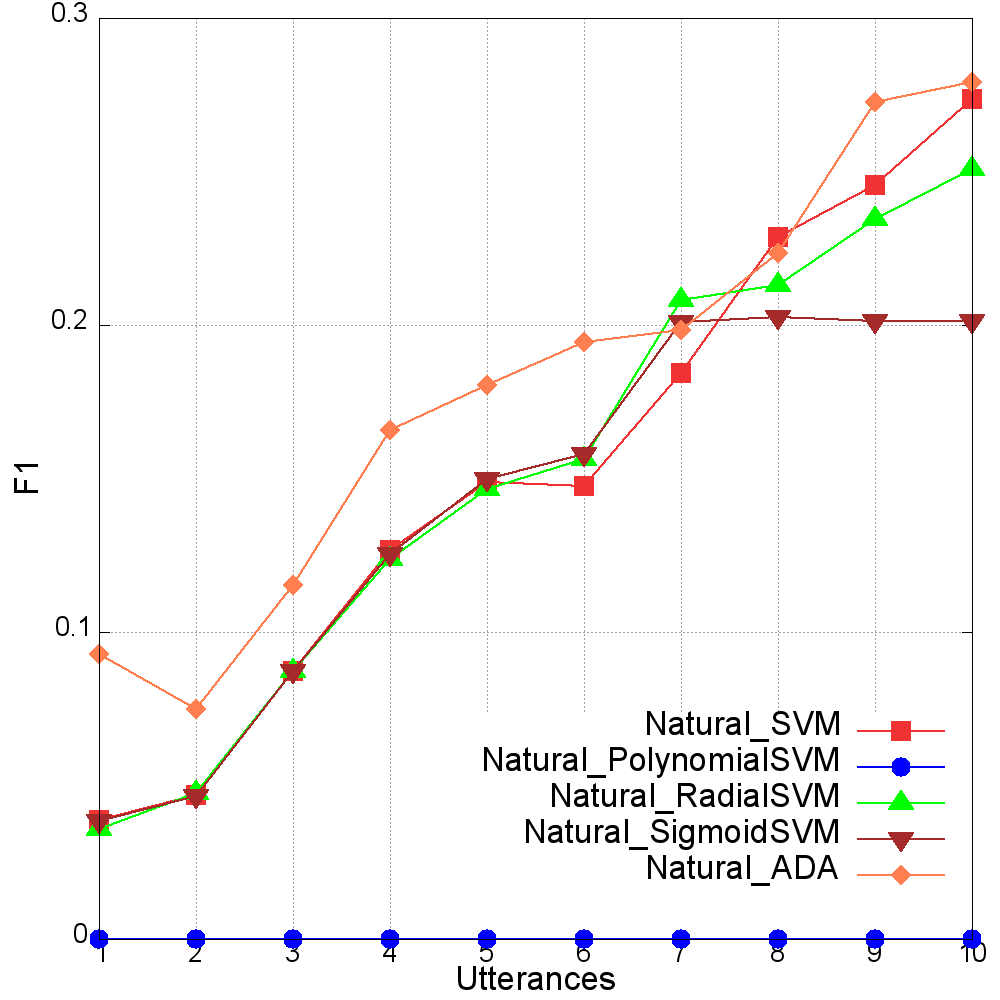 0.3
0.2
F1
0.1
Natural_SVM
Natural_PolynomialSVM
Natural_RadialSVM
Natural_SigmoidSVM
Natural_ADA
0
1 2 3 4 5 6 7 8 9 10
Utterances